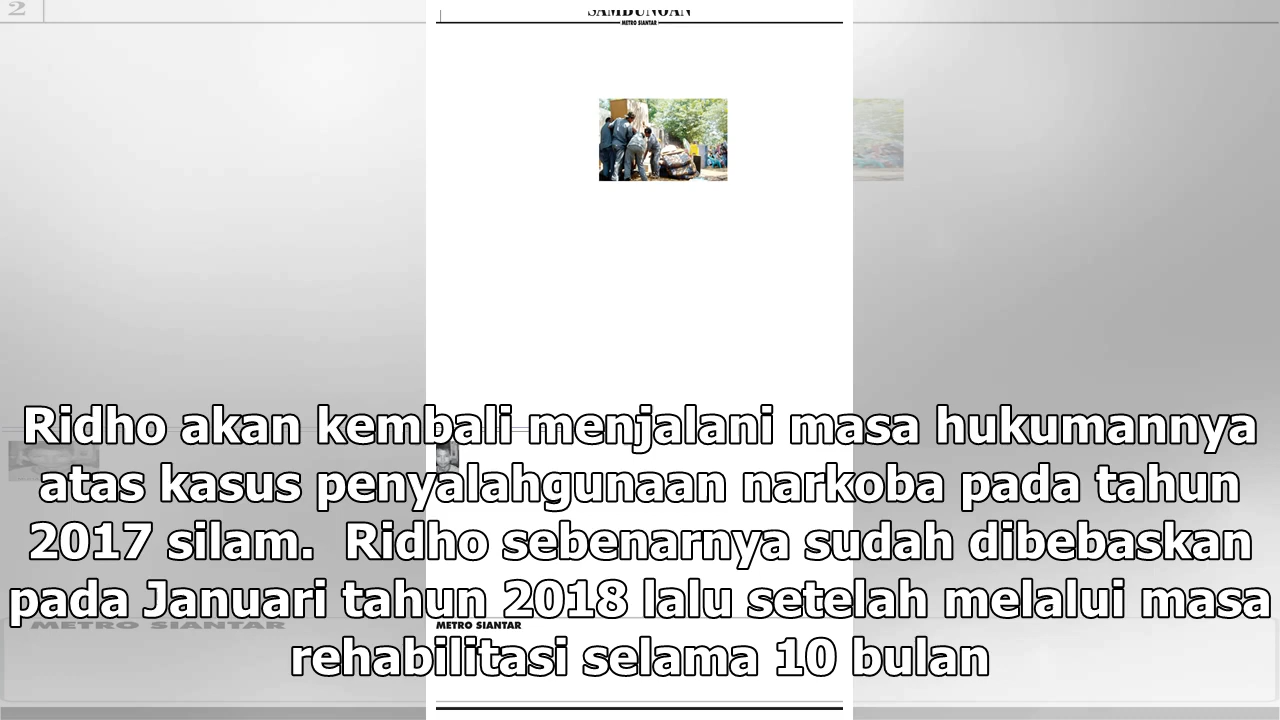 2
SAMBUNGAN
METRO SIANTAR
Ridho akan kembali menjalani masa hukumannya
atas kasus penyalahgunaan narkoba pada tahun
2017 silam. Ridho sebenarnya sudah dibebaskan
pada Januari tahun 2018 lalu setelah melalui masa
METRO SIANTAR
METRO SIANTAR
rehabilitasi selama 10 bulan